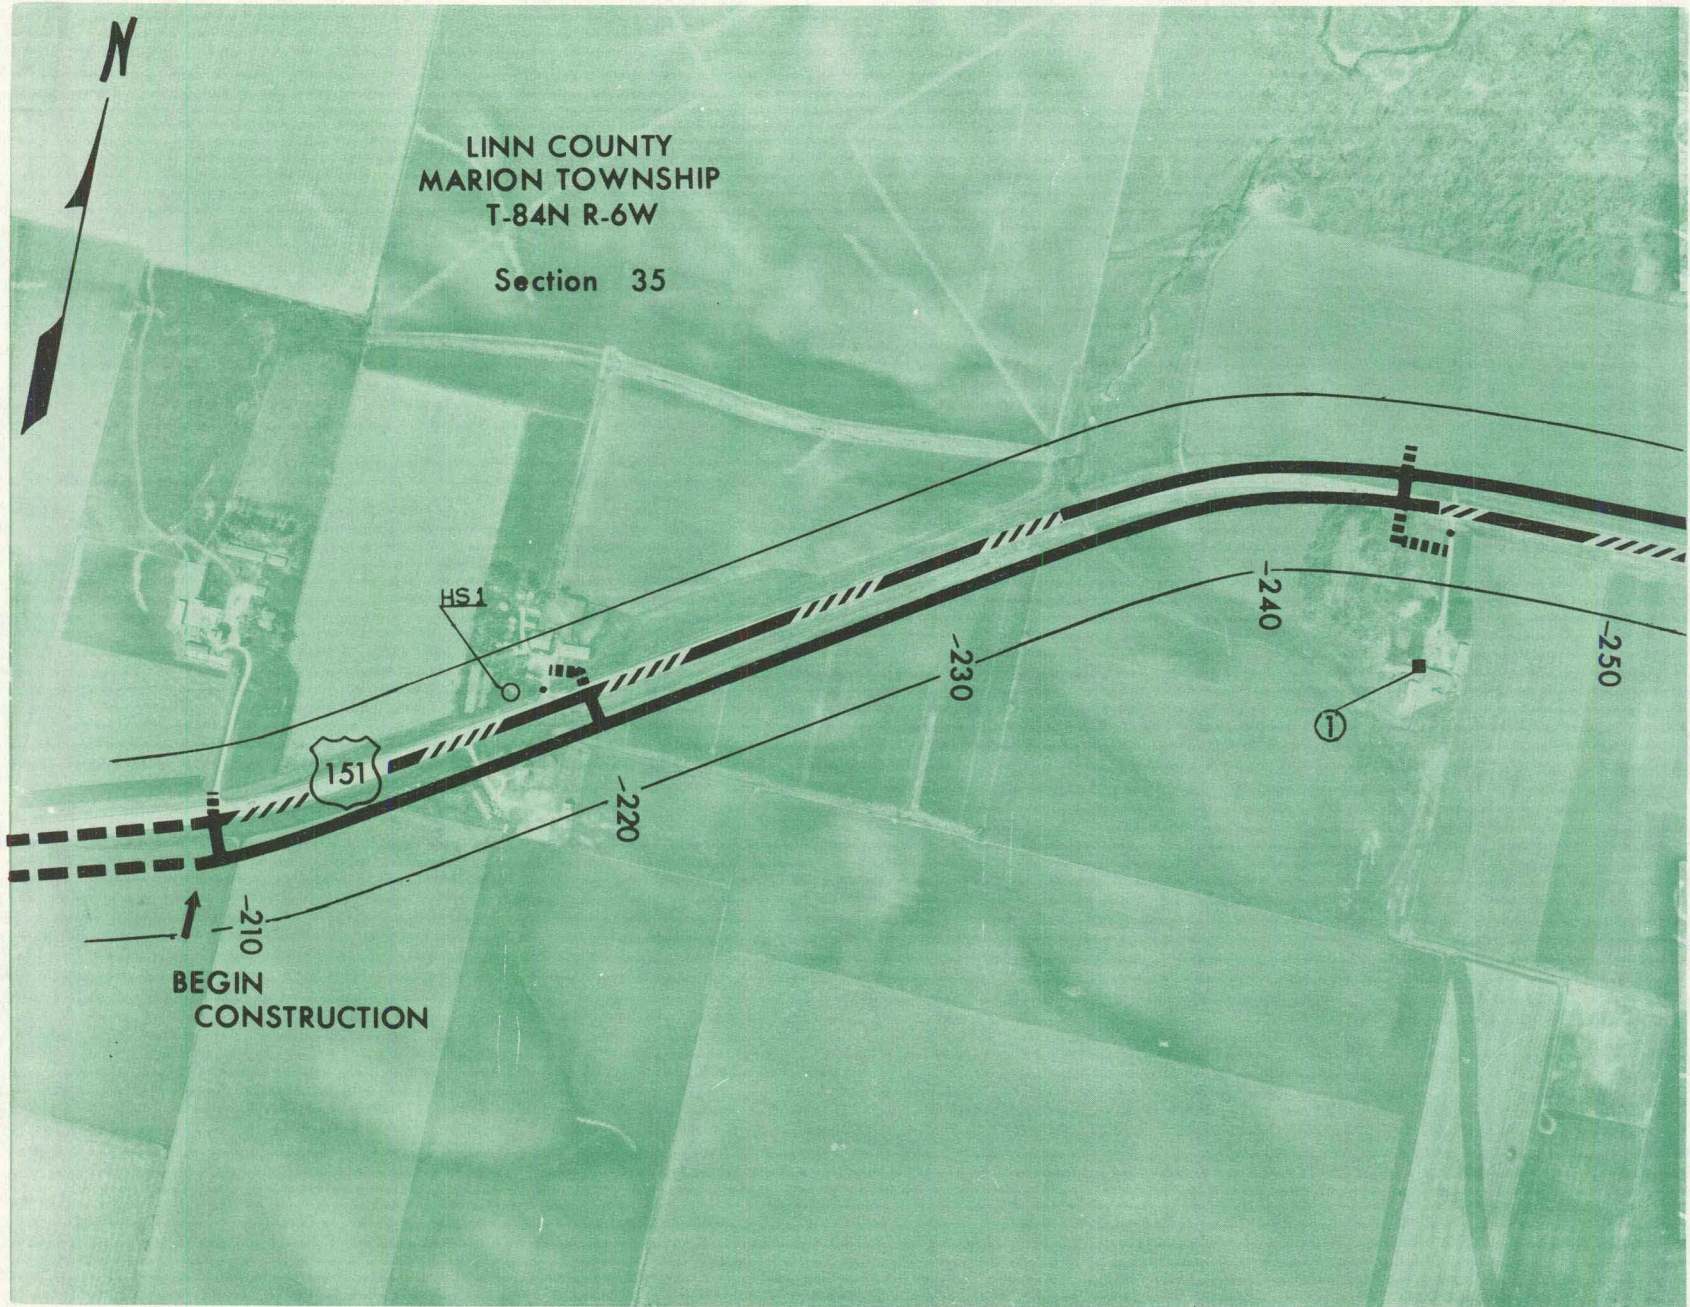 N
LINN COUNTY
MARION TOWNSHIP
T-84N R-6W
Section 35
HS 1
-240
-250
-230
1
151
-220
-210
BEGIN
CONSTRUCTION